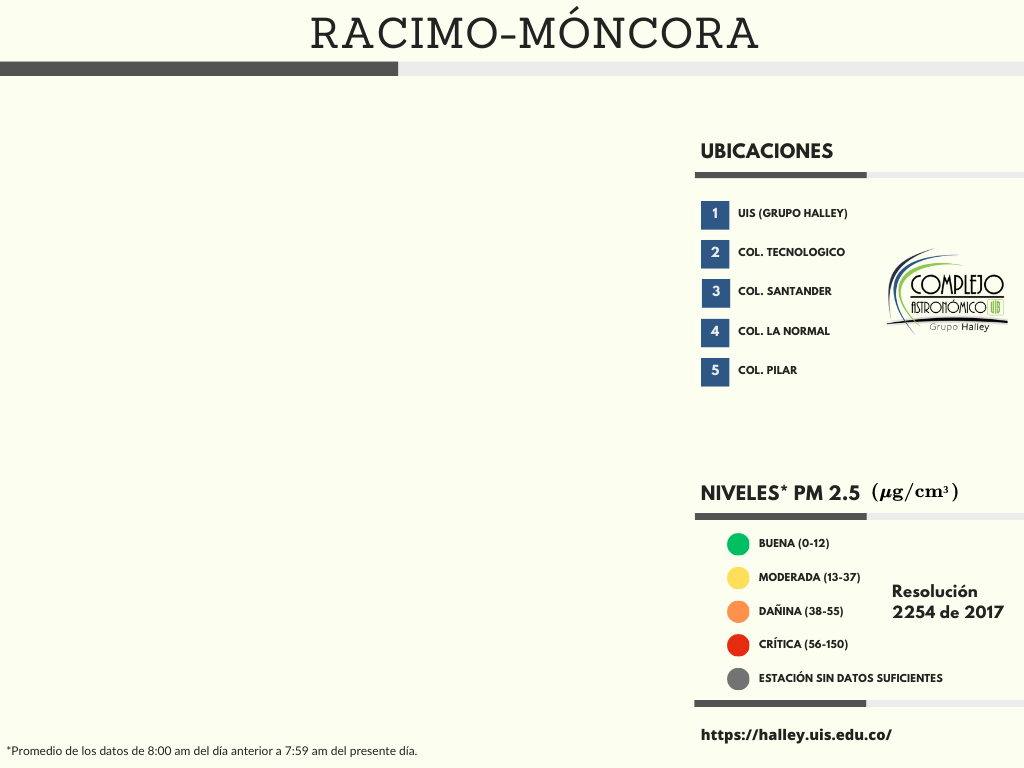 RACIMO-MÓNCORA
UBICACIONES
1 UIS (GRUPO HALLEY)
2 COL. TECNOLOGICO
3 COL. SANTANDER
4 COL. LA NORMAL
5 COL. PILAR
COMPLEJO
ASTRONÓMICO UIS
Grupo Halley
NIVELES* PM 2.5 (μg/cm³)
BUENA (0-12)
MODERADA (13-37)
DAÑINA (38-55)
CRÍTICA (56-150)
ESTACIÓN SIN DATOS SUFICIENTES
Resolución
2254 de 2017
https://halley.uis.edu.co/
*Promedio de los datos de 8:00 am del día anterior a 7:59 am del presente día.